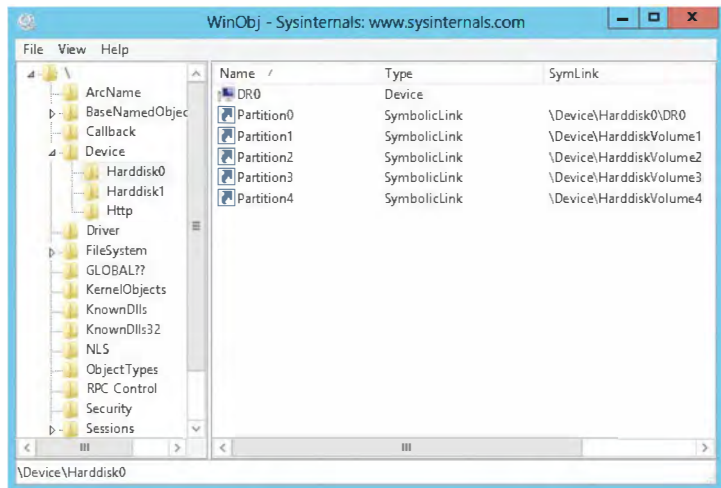 WinObj - Sysinternals: www.sysinternals.com
File View Help
\
ArcName
BaseNamedObjec
Callback
Device
Harddisk0
Harddisk1
Http
Driver
FileSystem
GLOBAL??
KernelObjects
KnownDlls
KnownDlls32
NLS
ObjectTypes
RPC Control
Security
Sessions
Name / Type SymLink
DR0 Device
Partition0 SymbolicLink \Device\Harddisk0\DR0
Partition1 SymbolicLink \Device\HarddiskVolume1
Partition2 SymbolicLink \Device\HarddiskVolume2
Partition3 SymbolicLink \Device\HarddiskVolume3
Partition4 SymbolicLink \Device\HarddiskVolume4
\Device\Harddisk0